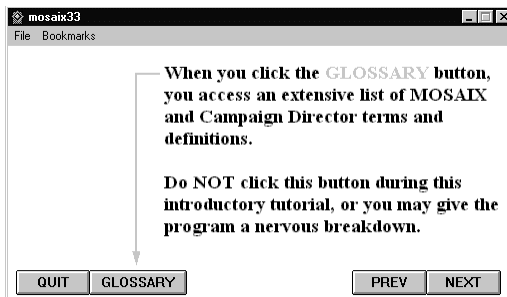 mosaix33
File Bookmarks
When you click the GLOSSARY button,
you access an extensive list of MOSAIX
and Campaign Director terms and
definitions.
Do NOT click this button during this
introductory tutorial, or you may give the
program a nervous breakdown.
QUIT GLOSSARY PREV NEXT